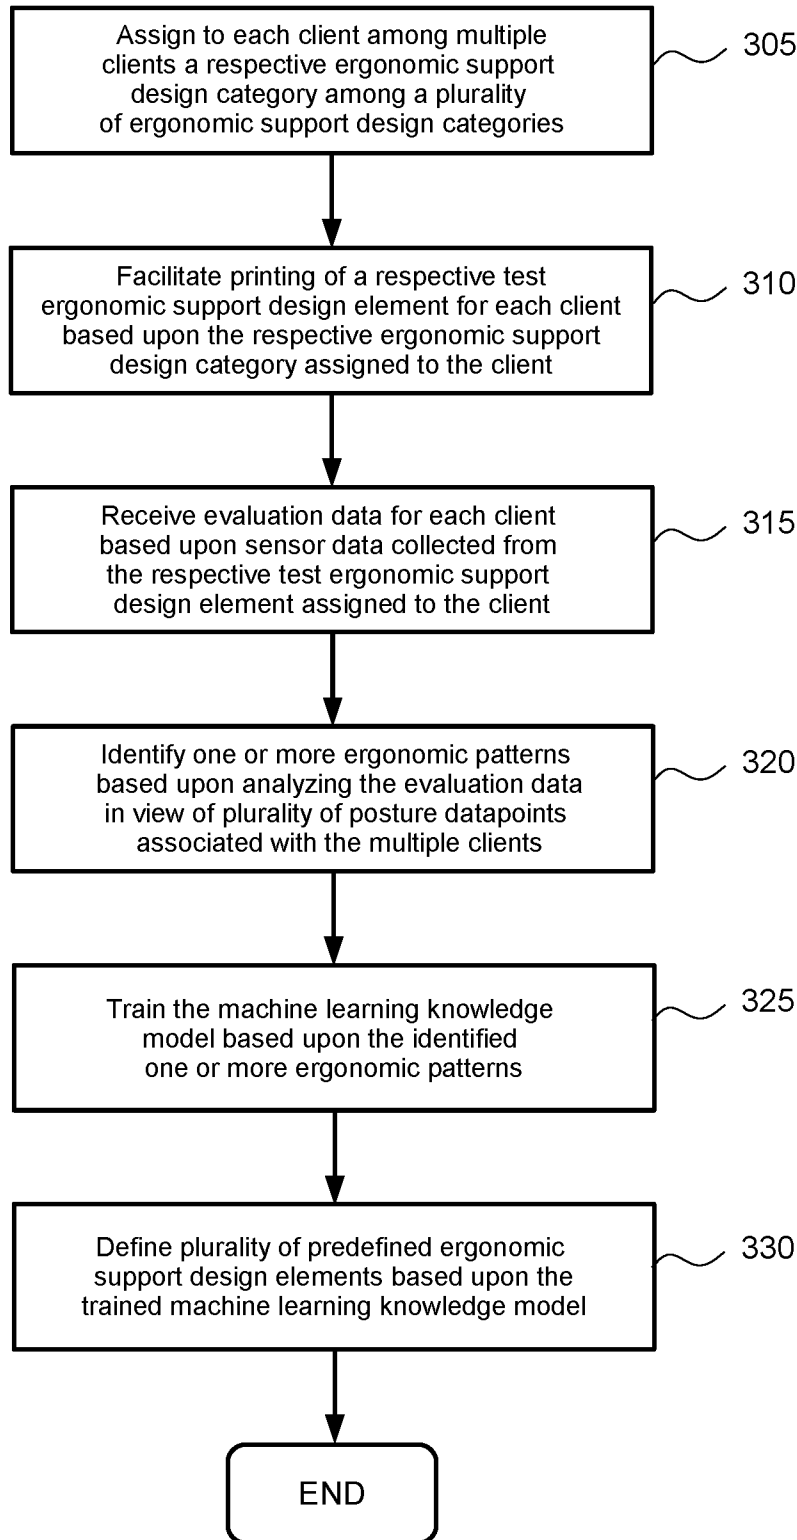 Assign to each client among multiple
clients a respective ergonomic support
design category among a plurality
of ergonomic support design categories
305
Facilitate printing of a respective test
ergonomic support design element for each client
based upon the respective ergonomic support
design category assigned to the client
310
Receive evaluation data for each client
based upon sensor data collected from
the respective test ergonomic support
design element assigned to the client
315
Identify one or more ergonomic patterns
based upon analyzing the evaluation data
in view of plurality of posture datapoints
associated with the multiple clients
320
Train the machine learning knowledge
model based upon the identified
one or more ergonomic patterns
325
Define plurality of predefined ergonomic
support design elements based upon the
trained machine learning knowledge model
330
END